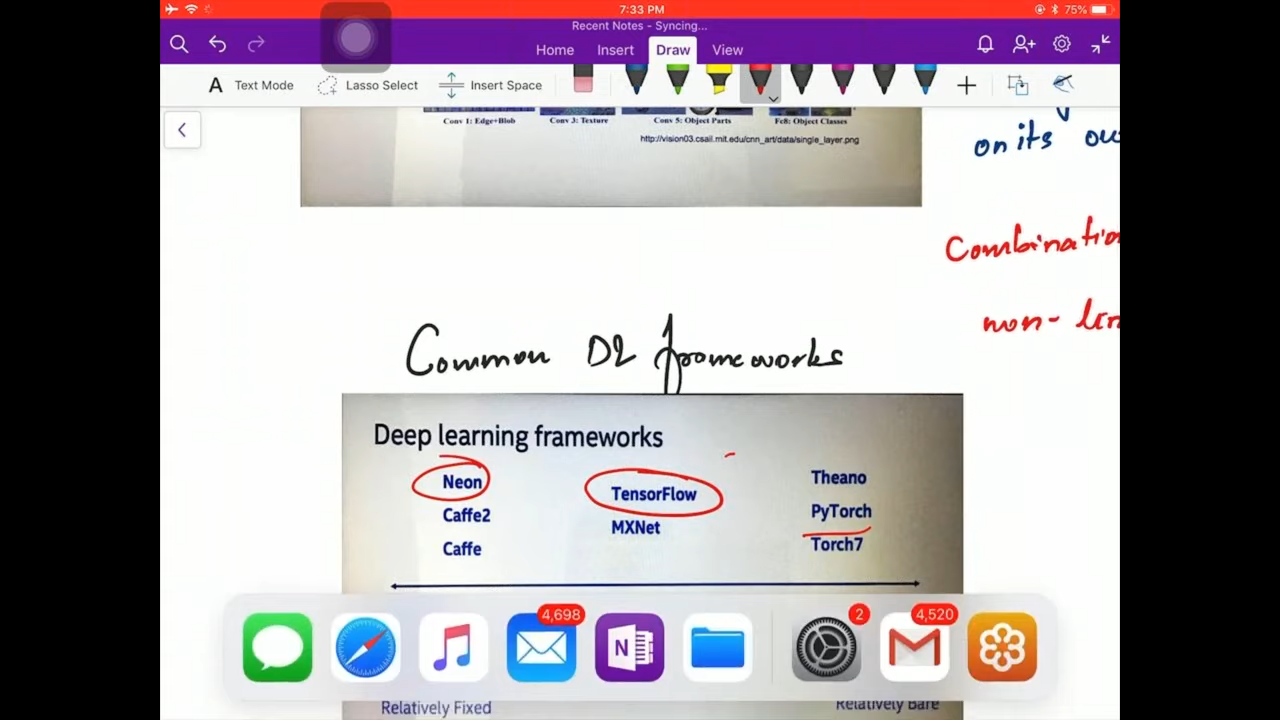 7:33 PM
75%
Recent Notes - Syncing...
Home Insert Draw View
A Text Mode Lasso Select Insert Space
Conv 1: Edge+Blob Conv 3: Texture Conv 5: Object Parts Fc8: Object Classes
http://vision03.csail.mit.edu/cnn_art/data/single_layer.png
on its
Combinatio
non-
Common DL frameworks
Deep learning frameworks
Neon TensorFlow Theano
Caffe2 MXNet PyTorch
Caffe Torch7
4,698 2 4,520
N
Relatively Fixed Relatively Bare